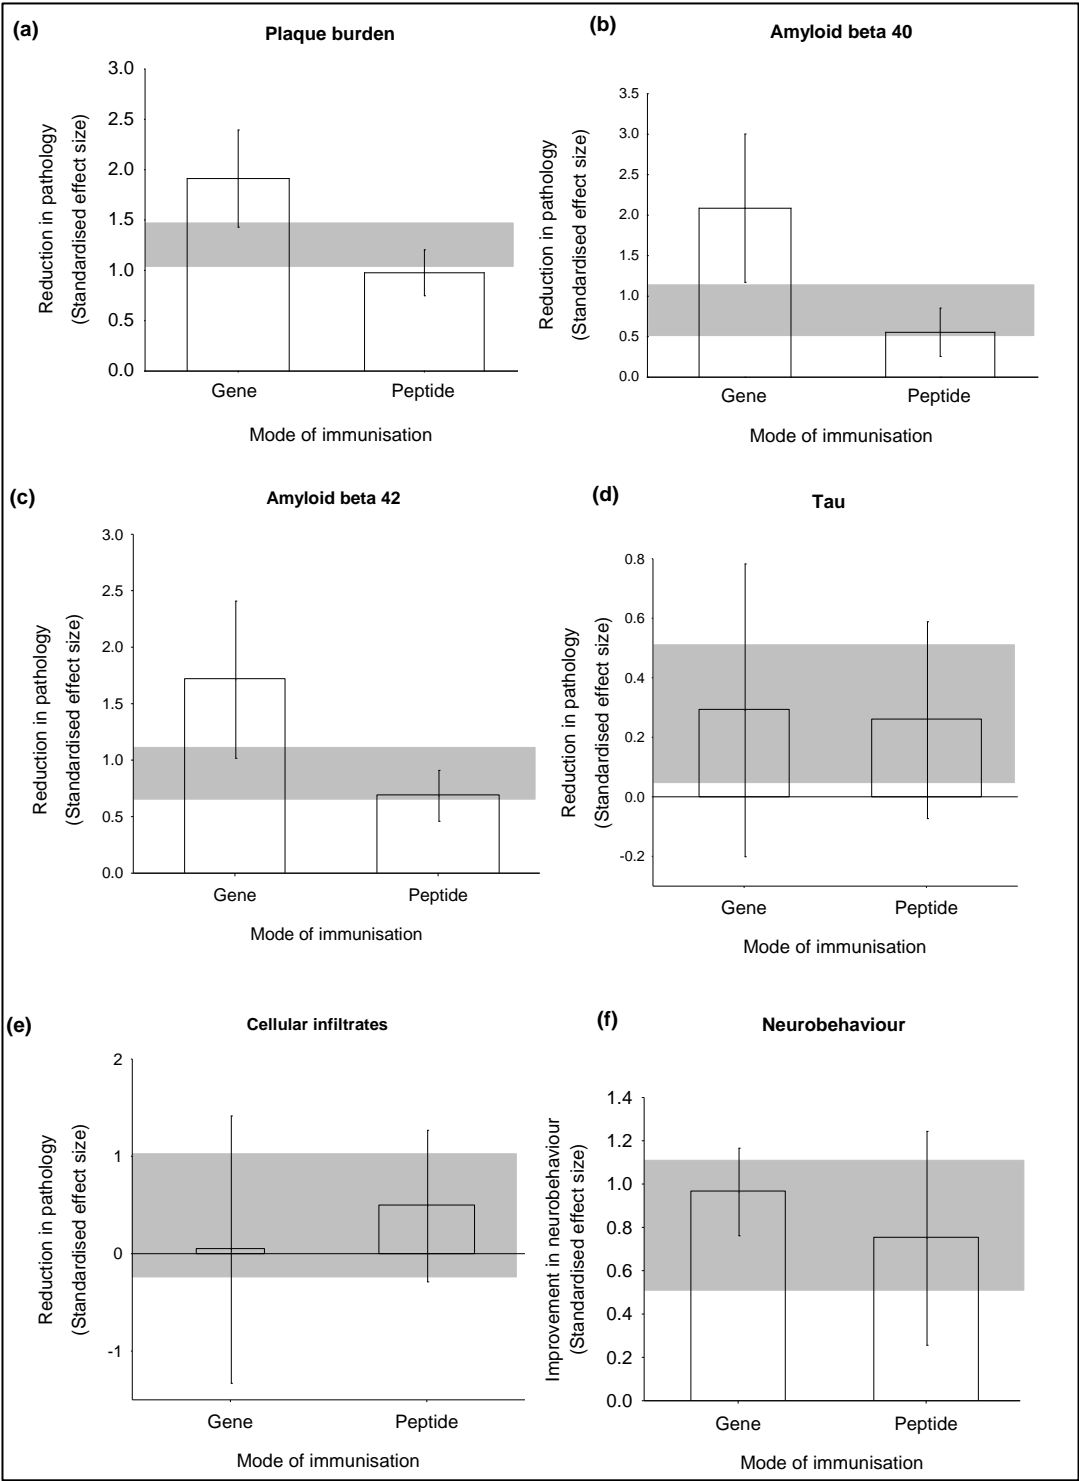 (a)
Plaque burden
Reduction in pathology
(Standardised effect size)
3.0
2.5
2.0
1.5
1.0
0.5
0.0
Gene Peptide
Mode of immunisation
(b)
Amyloid beta 40
Reduction in pathology
(Standardised effect size)
3.5
3.0
2.5
2.0
1.5
1.0
0.5
0.0
Gene Peptide
Mode of immunisation
(c)
Amyloid beta 42
Reduction in pathology
(Standardised effect size)
3.0
2.5
2.0
1.5
1.0
0.5
0.0
Gene Peptide
Mode of immunisation
(d)
Tau
Reduction in pathology
(Standardised effect size)
0.8
0.6
0.4
0.2
0.0
-0.2
Gene Peptide
Mode of immunisation
(e)
Cellular infiltrates
Reduction in pathology
(Standardised effect size)
2
1
0
-1
Gene Peptide
Mode of immunisation
(f)
Neurobehaviour
Improvement in neurobehaviour
(Standardised effect size)
1.4
1.2
1.0
0.8
0.6
0.4
0.2
0.0
Gene Peptide
Mode of immunisation